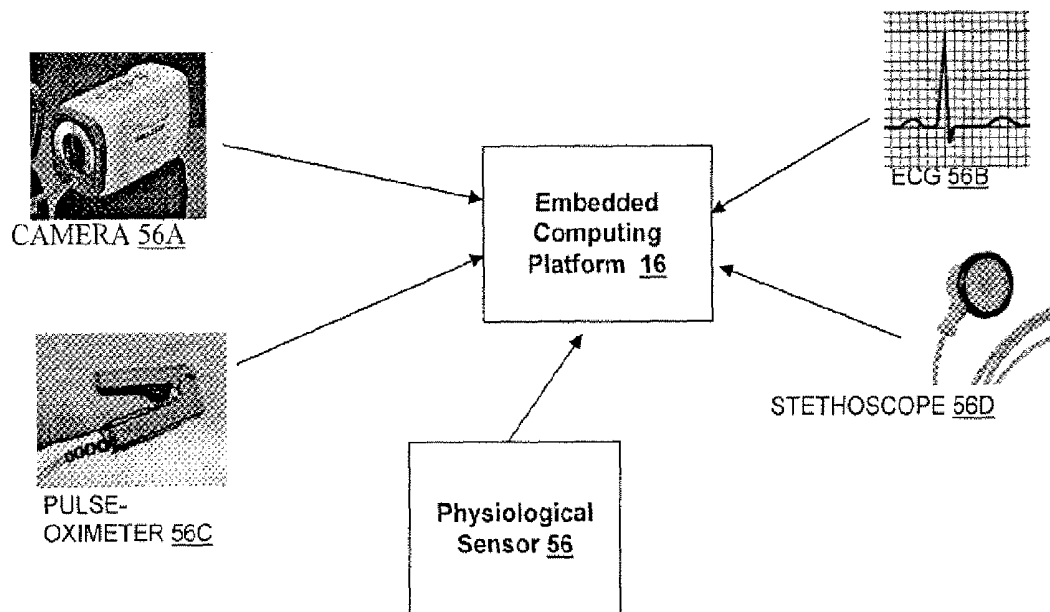 CAMERA 56A
ECG 56B
Embedded
Computing
Platform 16
STETHOSCOPE 56D
PULSE-
OXIMETER 56C
Physiological
Sensor 56